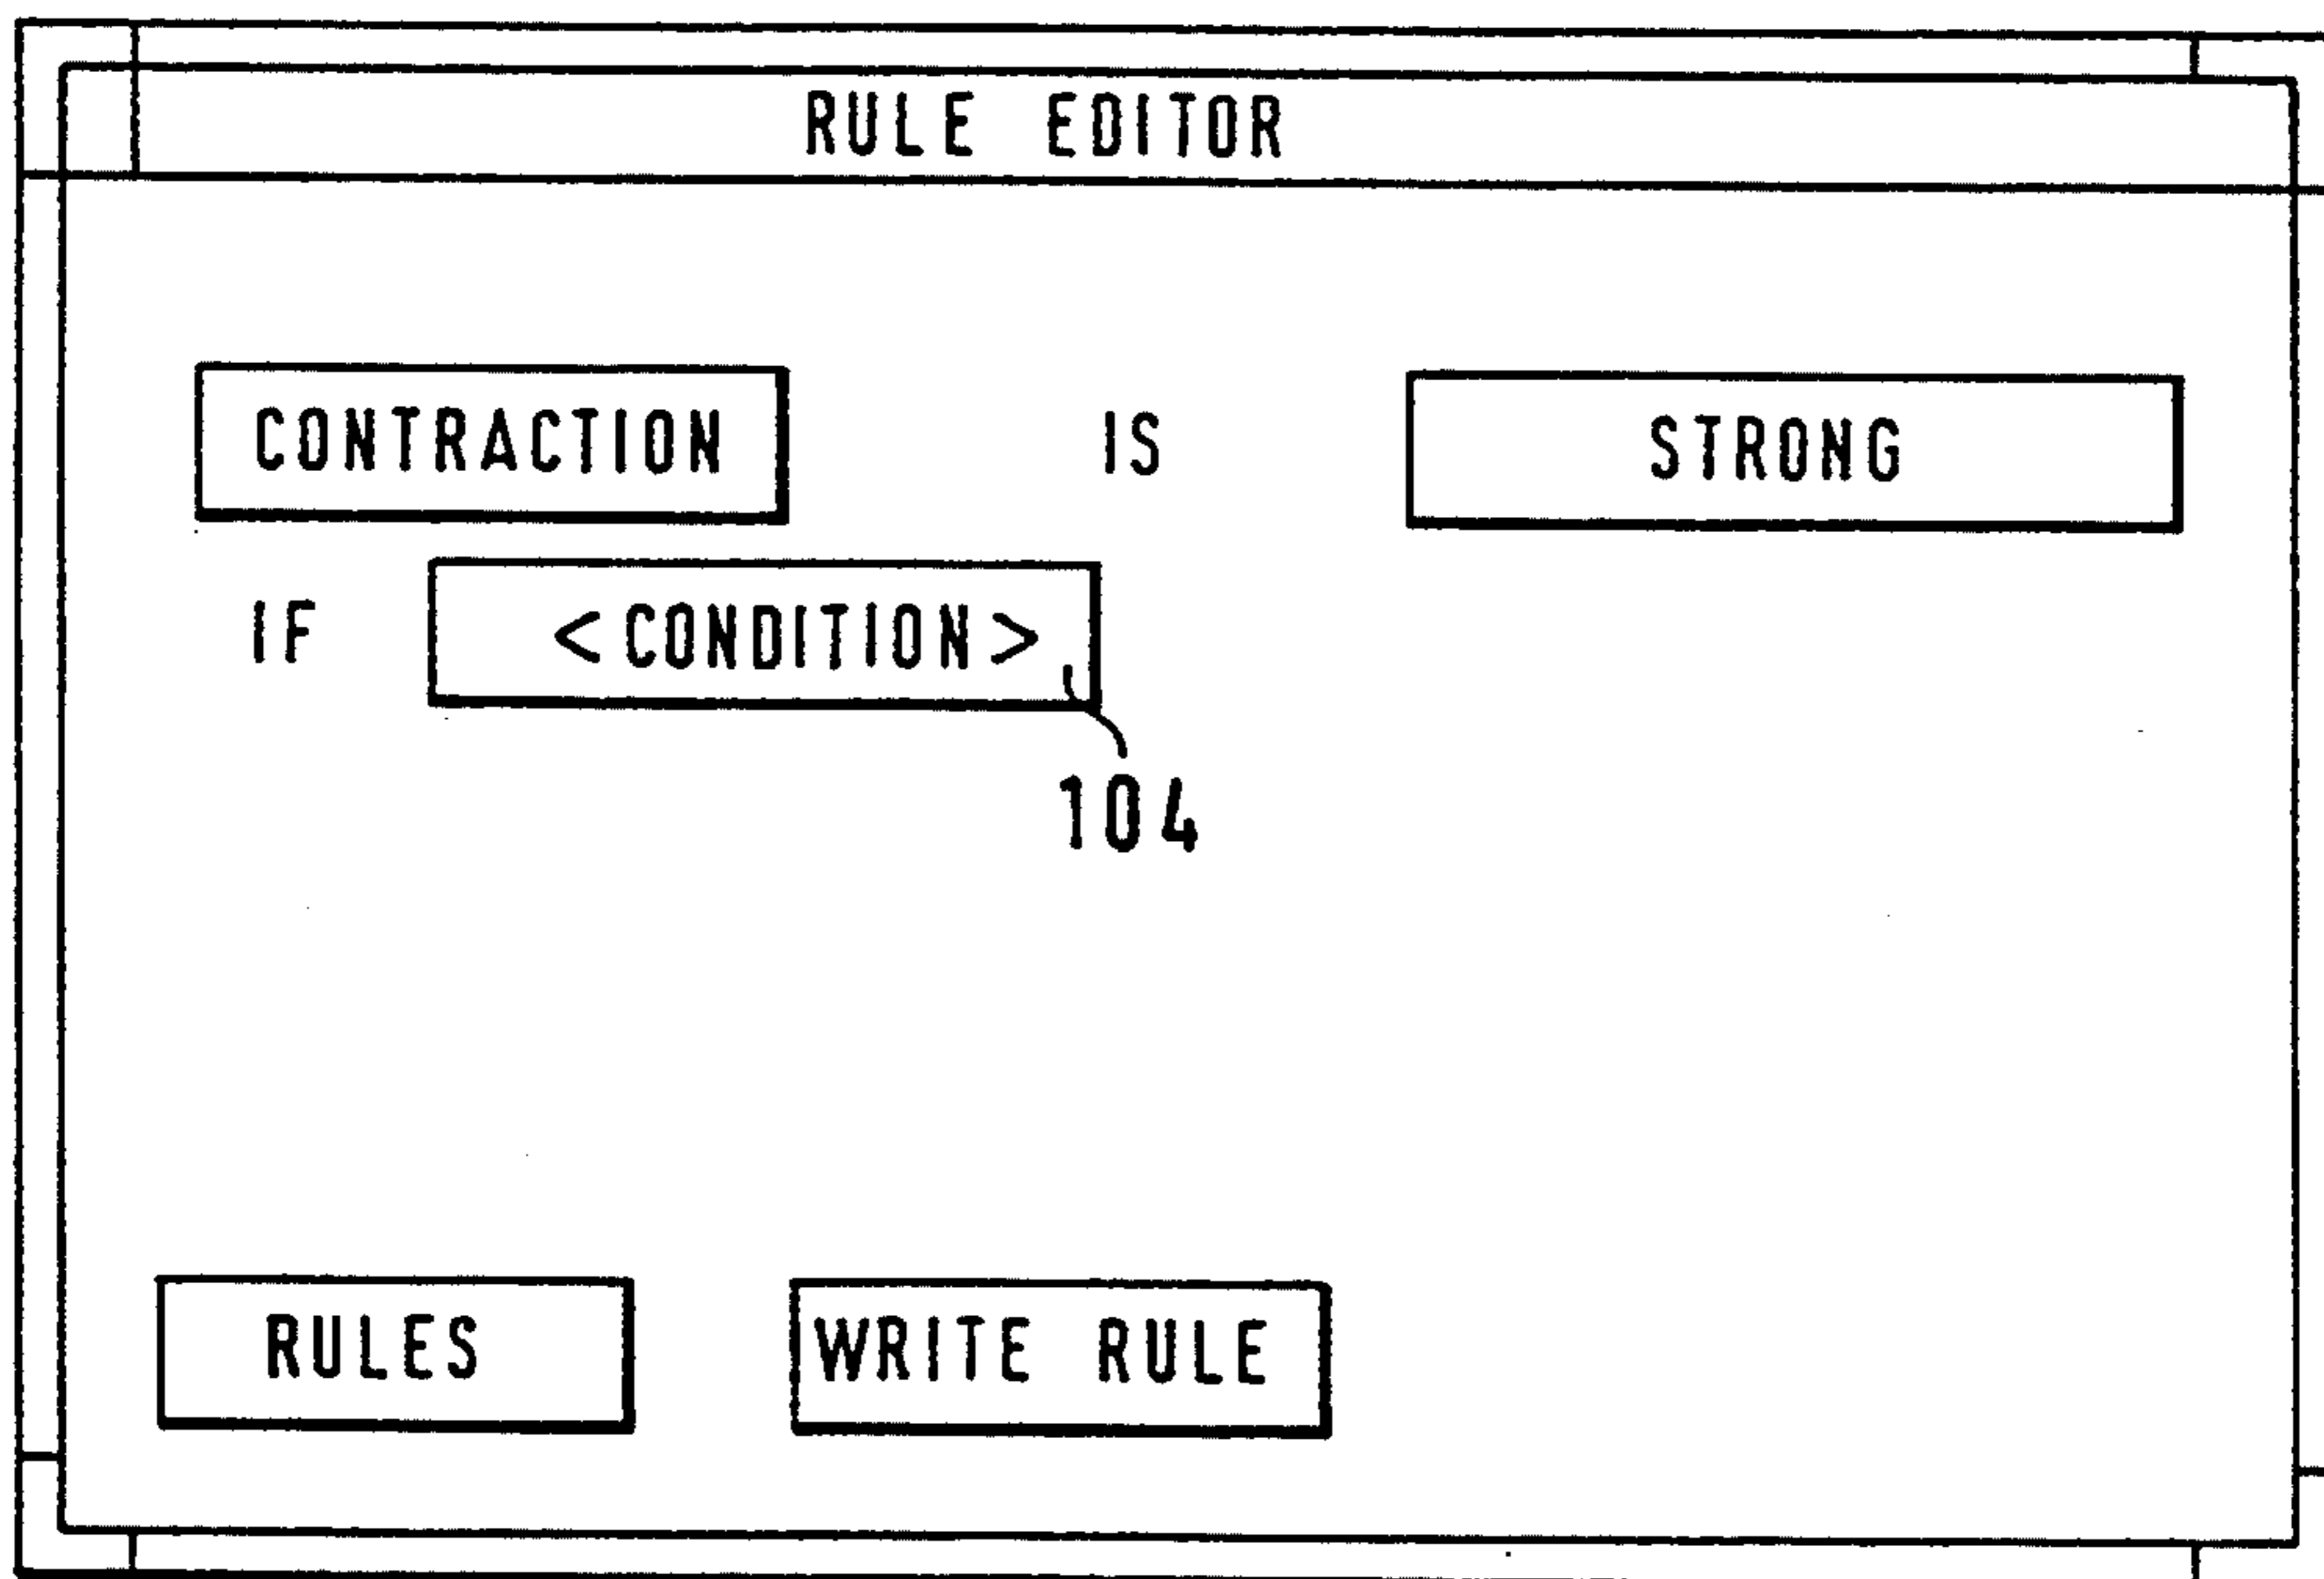 RULE EDITOR
CONTRACTION IS STRONG
IF <CONDITION>
104
RULES WRITE RULE